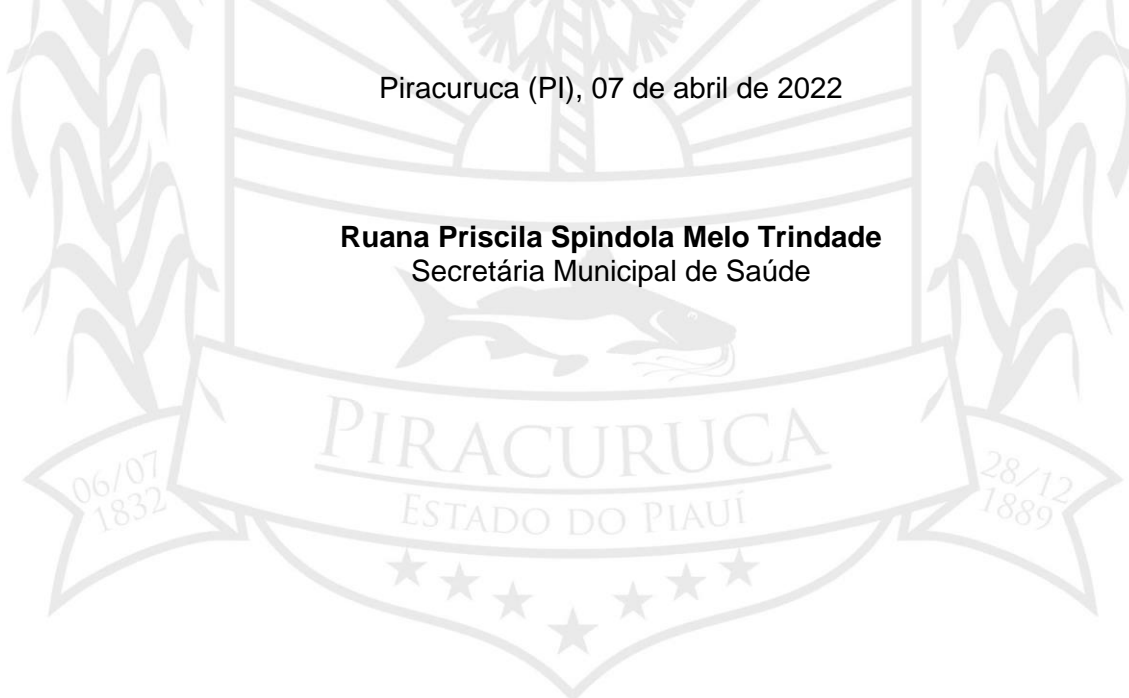 Piracuruca (PI), 07 de abril de 2022
Ruana Priscila Spindola Melo Trindade
Secretária Municipal de Saúde
PIRACURUCA
ESTADO DO PIAUÍ
06/07
1832
28/12
1889